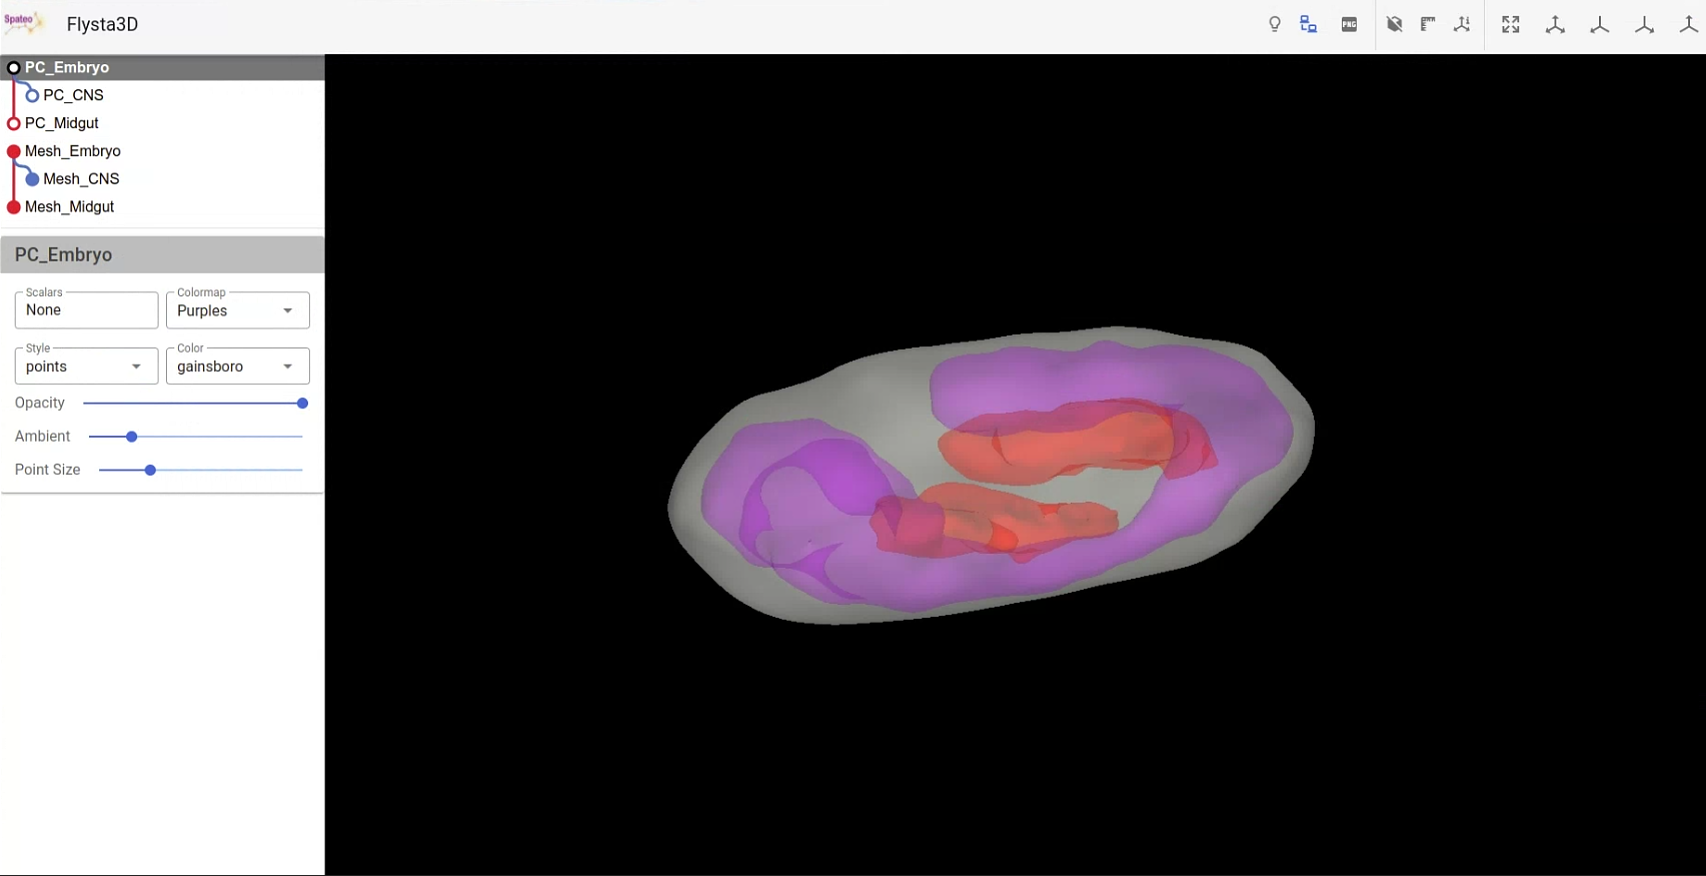 Spateo
Flysta3D
PNG
PC_Embryo
PC_CNS
PC_Midgut
Mesh_Embryo
Mesh_CNS
Mesh_Midgut
PC_Embryo
Scalars
None
Colormap
Purples
Style
points
Color
gainsboro
Opacity
Ambient
Point Size